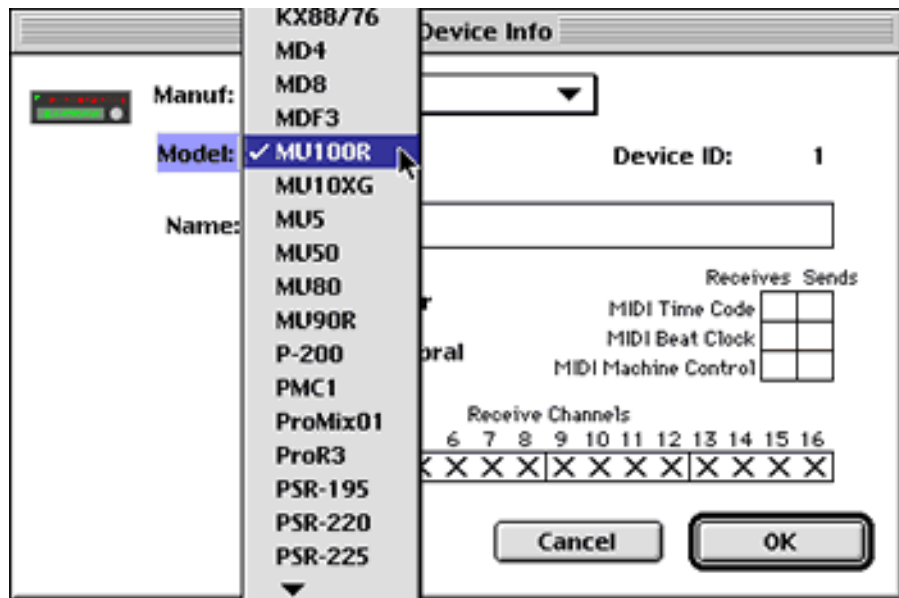 Device Info
Manuf:
Model:
Name:
KX88/76
MD4
MD8
MDF3
✓ MU100R
MU10XG
MU5
MU50
MU80
MU90R
P-200
PMC1
ProMix01
ProR3
PSR-195
PSR-220
PSR-225
Device ID: 1
Receives Sends
MIDI Time Code
MIDI Beat Clock
MIDI Machine Control
Receive Channels
6 7 8 9 10 11 12 13 14 15 16
X X X X X X X X X X X
Cancel OK